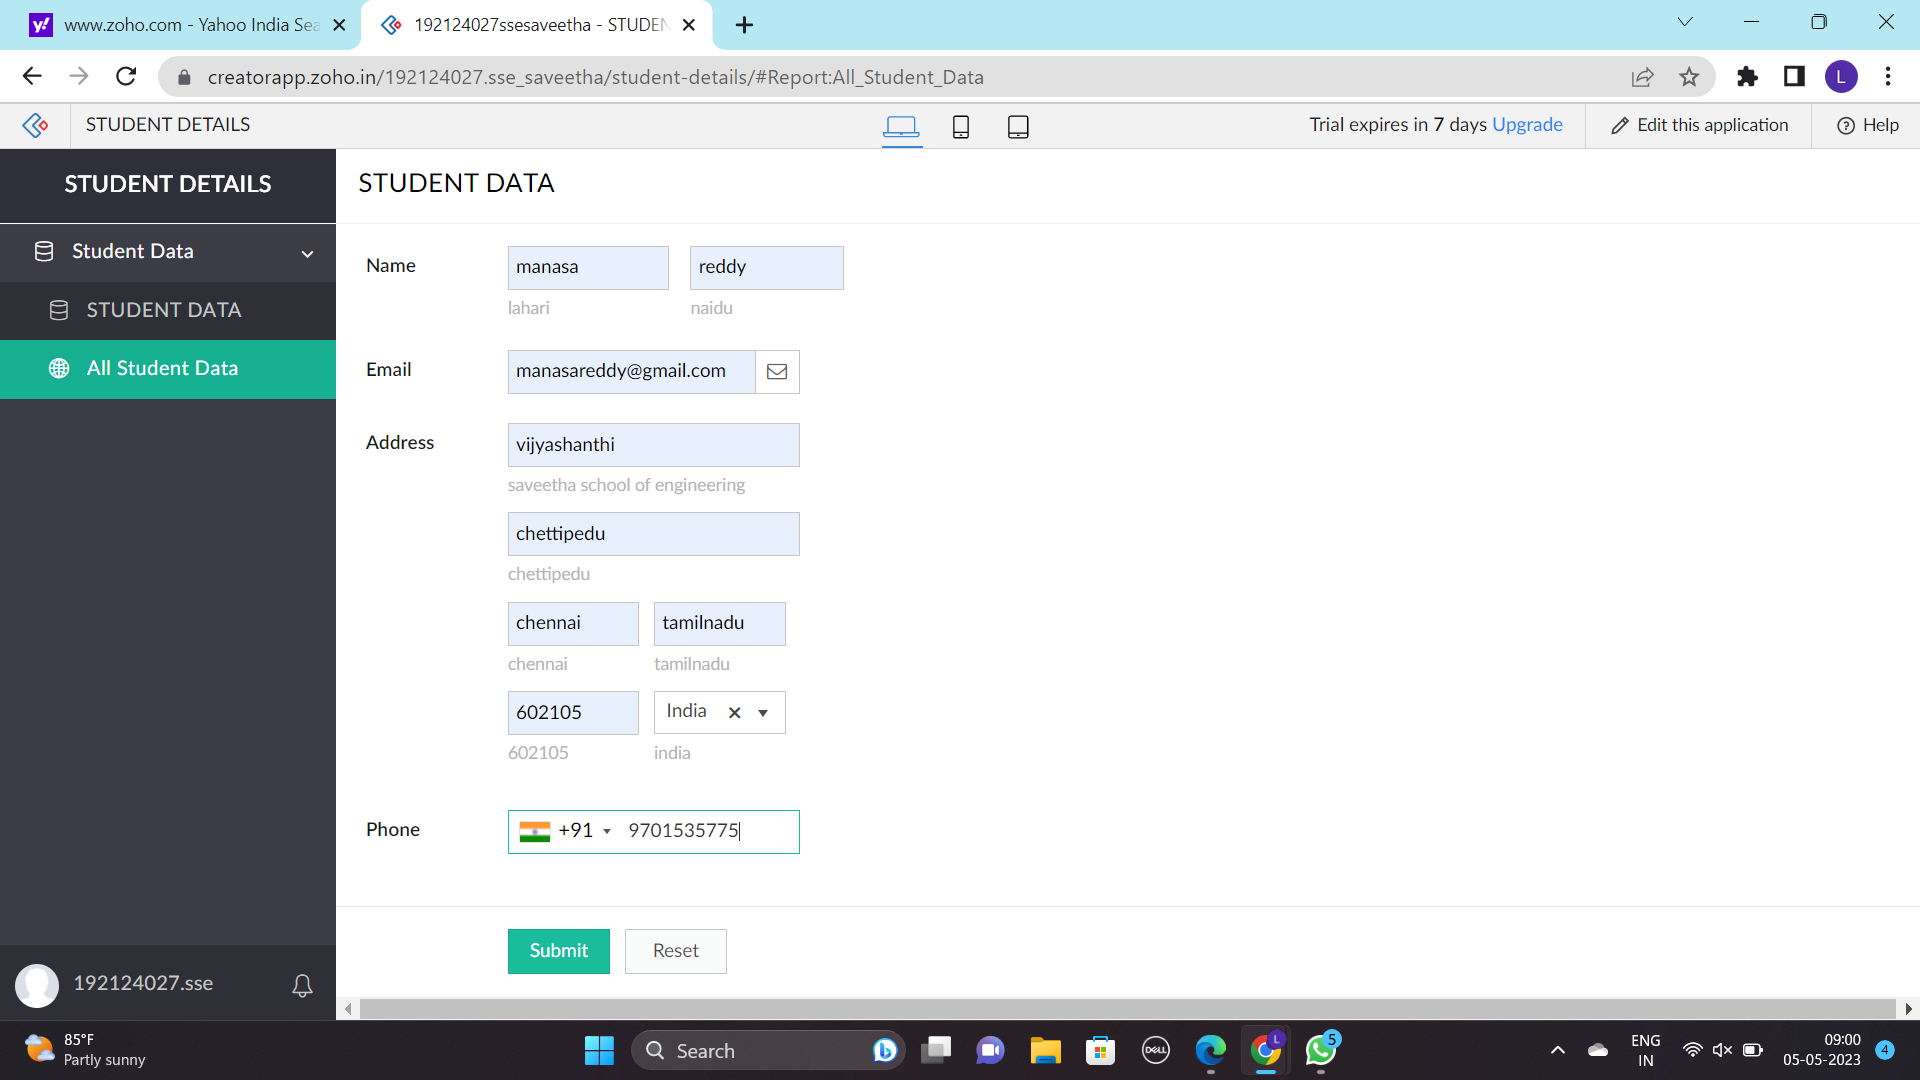 www.zoho.com - Yahoo India Sea
192124027ssesaveetha - STUDEN
creatorapp.zoho.in/192124027.sse_saveetha/student-details/#Report:All_Student_Data
L
STUDENT DETAILS
Trial expires in 7 days Upgrade
Edit this application
Help
STUDENT DETAILS
Student Data
STUDENT DATA
All Student Data
192124027.sse
STUDENT DATA
Name
manasa
reddy
lahari
naidu
Email
manasareddy@gmail.com
Address
vijyashanthi
saveetha school of engineering
chettipedu
chettipedu
chennai
tamilnadu
chennai
tamilnadu
602105
India
602105
india
Phone
+91
9701535775
Submit
Reset
85°F
Partly sunny
Search
DELL
L
5
ENG
IN
09:00
05-05-2023
4